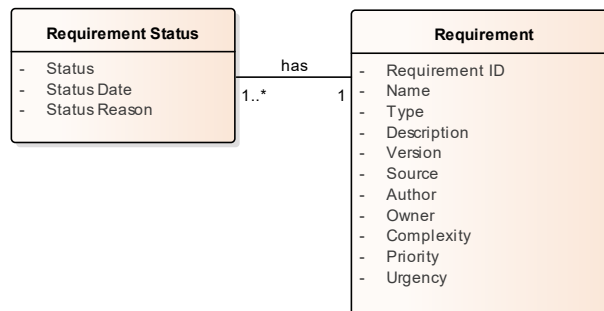 Requirement Status
- Status
- Status Date
- Status Reason
has
1..*
1
Requirement
- Requirement ID
- Name
- Type
- Description
- Version
- Source
- Author
- Owner
- Complexity
- Priority
- Urgency